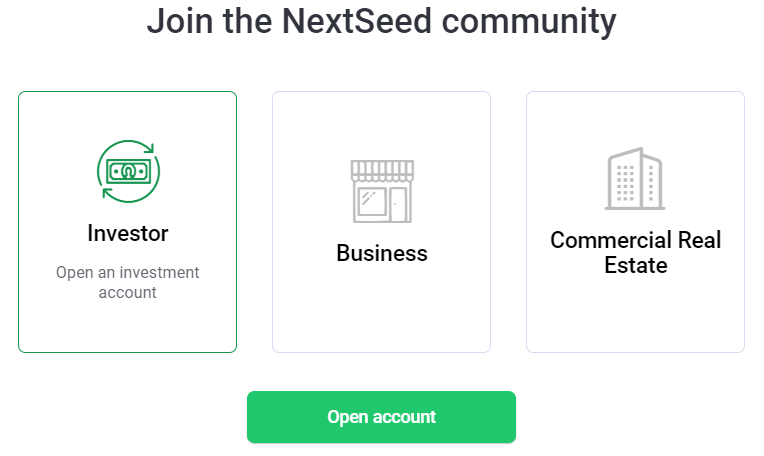 Join the NextSeed community
Investor
Open an investment
account
Business
Commercial Real
Estate
Open account